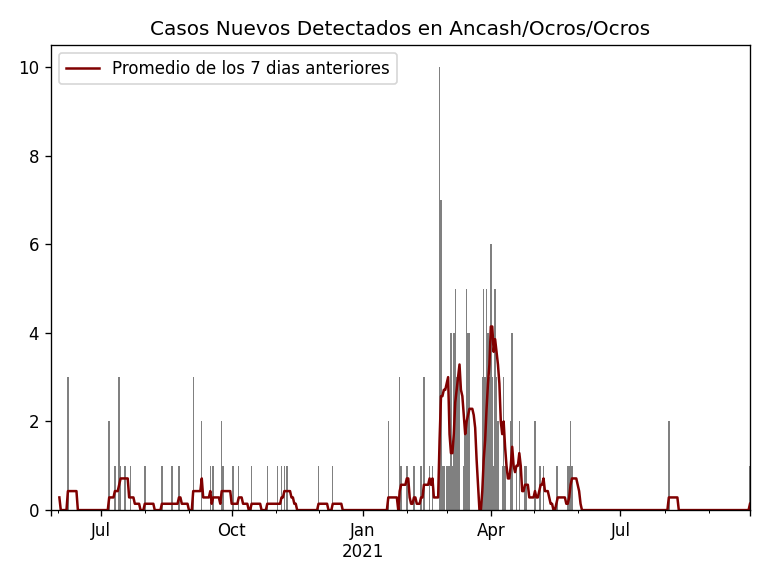 Casos Nuevos Detectados en Ancash/Ocros/Ocros
Promedio de los 7 dias anteriores
10
8
6
4
2
0
Jul
Oct
Jan
2021
Apr
Jul